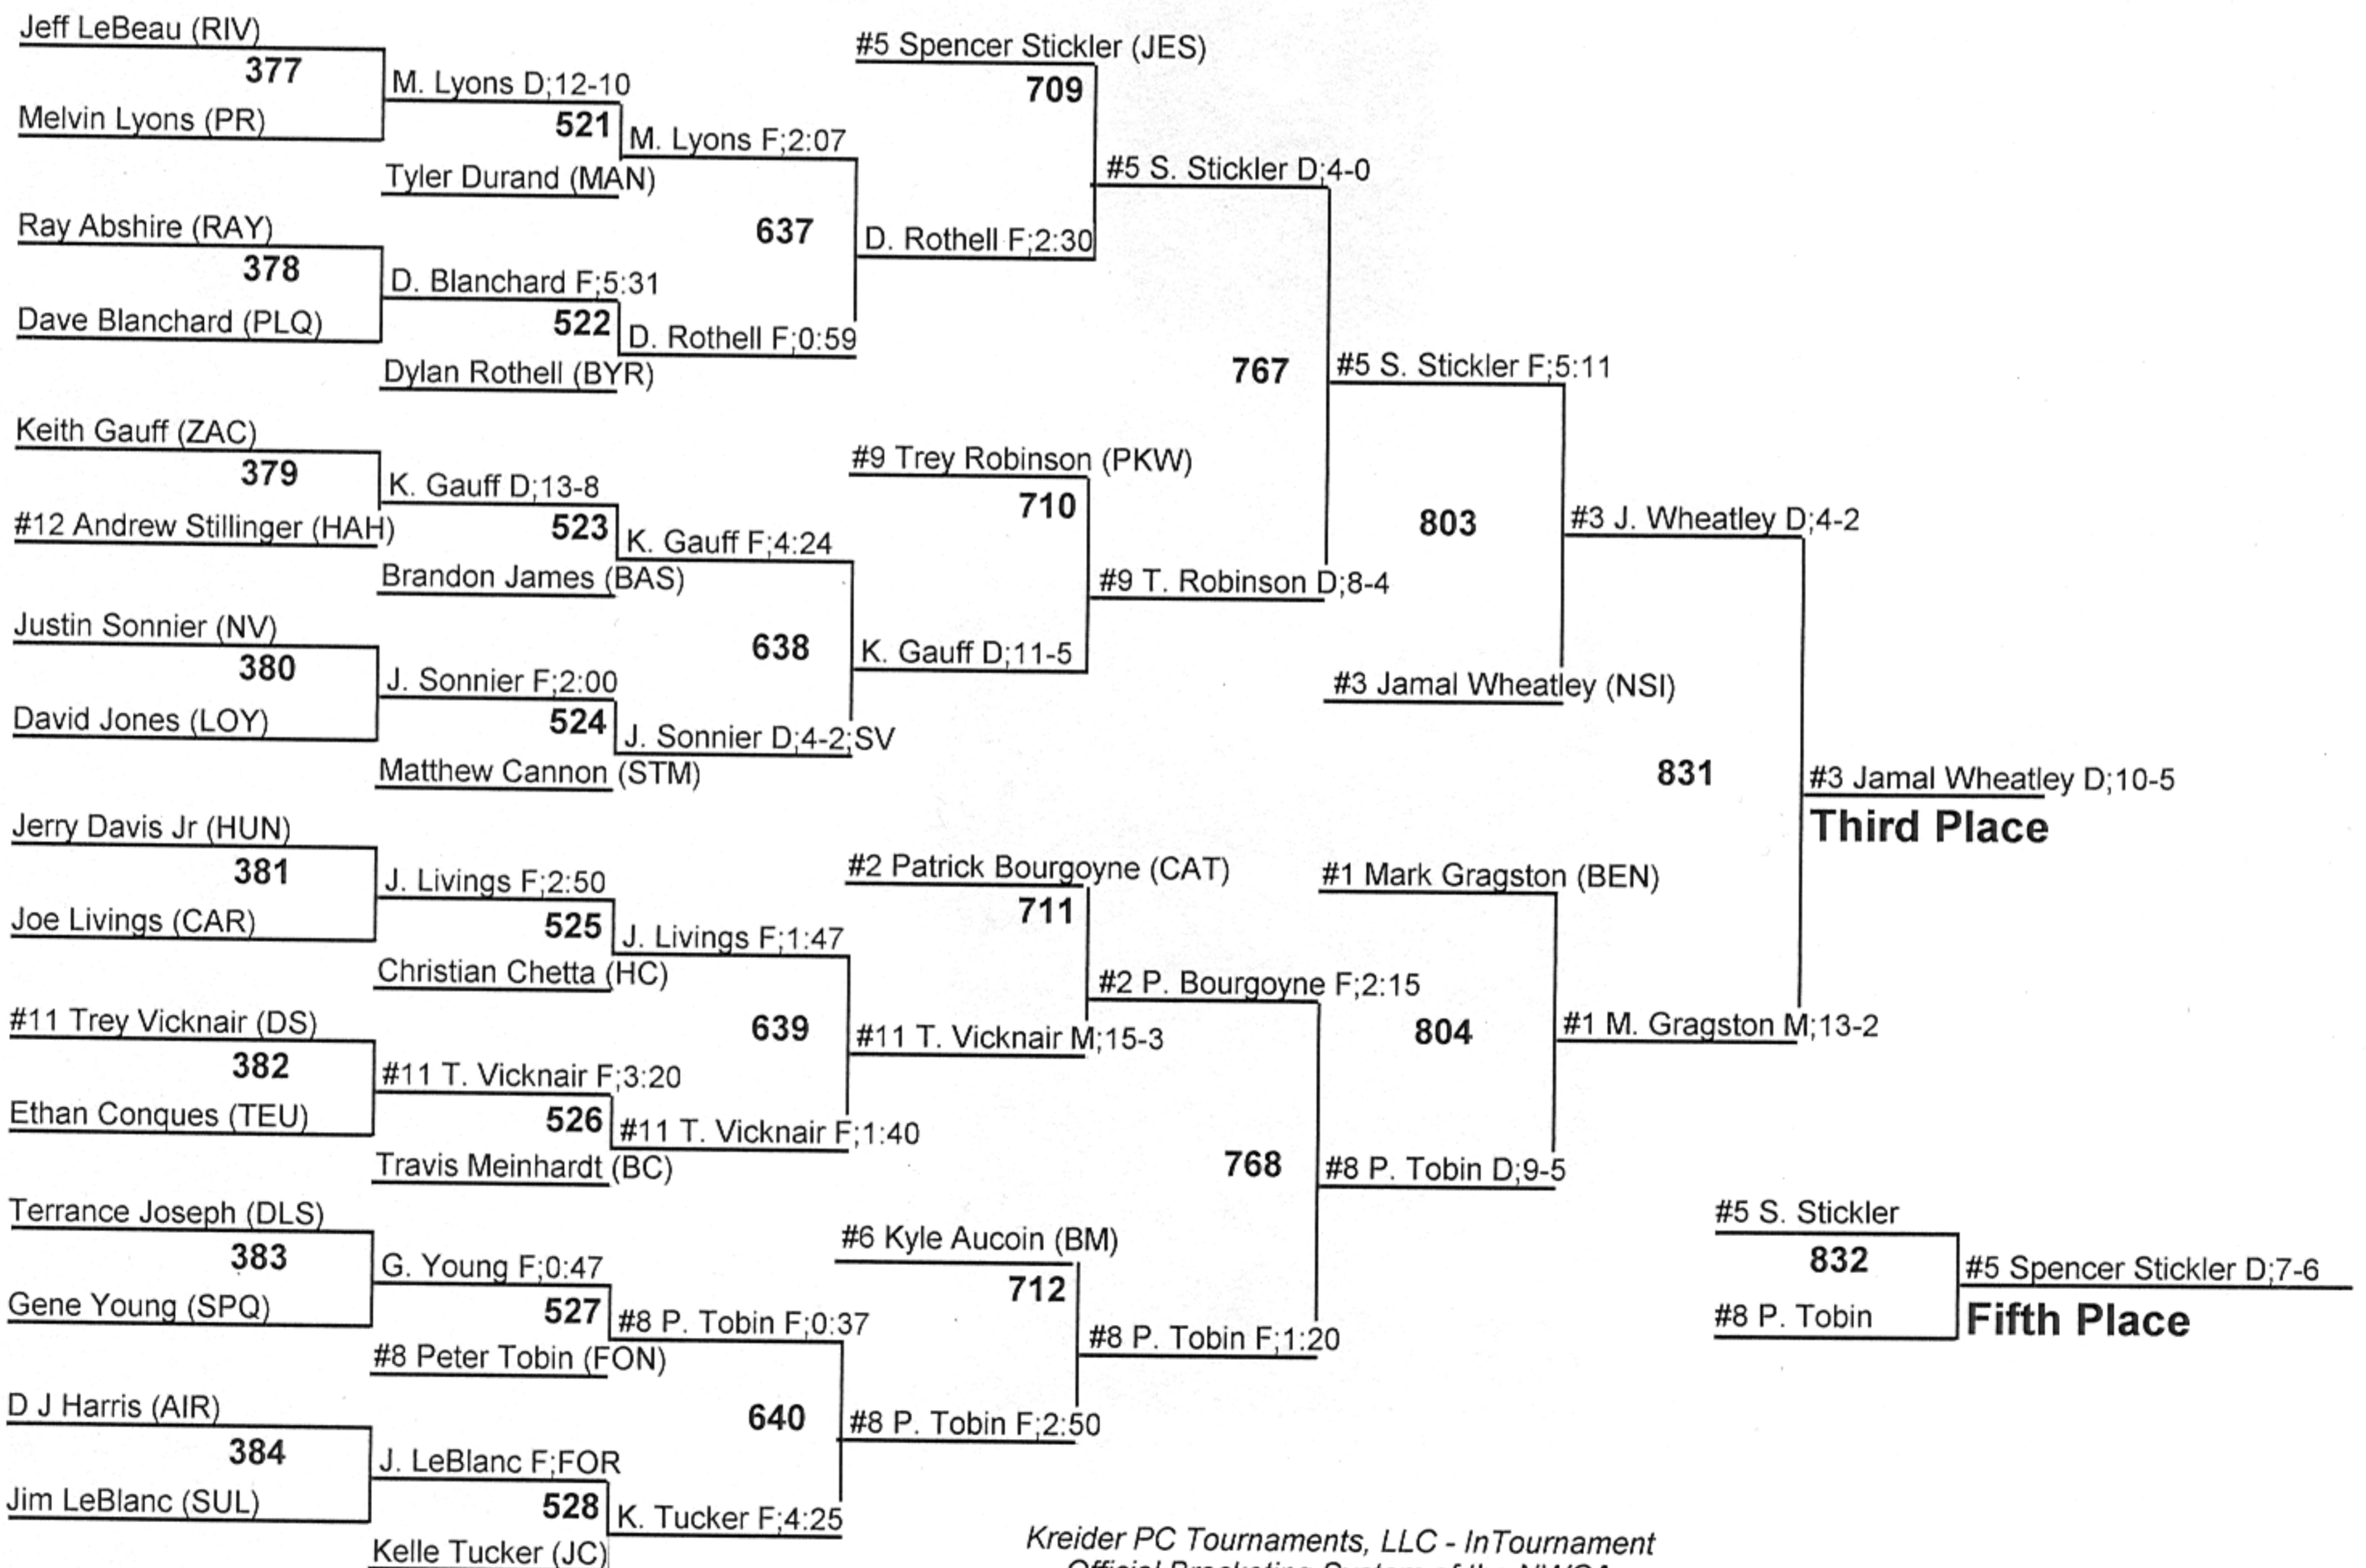 Jeff LeBeau (RIV)
377
Melvin Lyons (PR)
M. Lyons D;12-10
521
Tyler Durand (MAN)
M. Lyons F;2:07
Ray Abshire (RAY)
378
Dave Blanchard (PLQ)
D. Blanchard F;5:31
522
Dylan Rothell (BYR)
D. Rothell F;0:59
637
D. Rothell F;2:30
#5 Spencer Stickler (JES)
709
#5 S. Stickler D;4-0
Keith Gauff (ZAC)
379
#12 Andrew Stillinger (HAH)
K. Gauff D;13-8
523
Brandon James (BAS)
K. Gauff F;4:24
Justin Sonnier (NV)
380
David Jones (LOY)
J. Sonnier F;2:00
524
Matthew Cannon (STM)
J. Sonnier D;4-2;SV
638
K. Gauff D;11-5
#9 Trey Robinson (PKW)
710
#9 T. Robinson D;8-4
767
#5 S. Stickler F;5:11
803
#3 Jamal Wheatley (NSI)
#3 J. Wheatley D;4-2
Jerry Davis Jr (HUN)
381
Joe Livings (CAR)
J. Livings F;2:50
525
Christian Chetta (HC)
J. Livings F;1:47
#11 Trey Vicknair (DS)
382
Ethan Conques (TEU)
#11 T. Vicknair F;3:20
526
Travis Meinhardt (BC)
#11 T. Vicknair F;1:40
639
#11 T. Vicknair M;15-3
#2 Patrick Bourgoyne (CAT)
711
#2 P. Bourgoyne F;2:15
Terrance Joseph (DLS)
383
Gene Young (SPQ)
G. Young F;0:47
527
#8 Peter Tobin (FON)
#8 P. Tobin F;0:37
D J Harris (AIR)
384
Jim LeBlanc (SUL)
J. LeBlanc F;FOR
528
Kelle Tucker (JC)
K. Tucker F;4:25
640
#8 P. Tobin F;2:50
#6 Kyle Aucoin (BM)
712
#8 P. Tobin F;1:20
768
#8 P. Tobin D;9-5
#1 Mark Gragston (BEN)
804
#1 M. Gragston M;13-2
831
#3 Jamal Wheatley D;10-5
Third Place
#5 S. Stickler
832
#8 P. Tobin
#5 Spencer Stickler D;7-6
Fifth Place
Kreider PC Tournaments, LLC - InTournament
Official Bracketing System of the NWCA